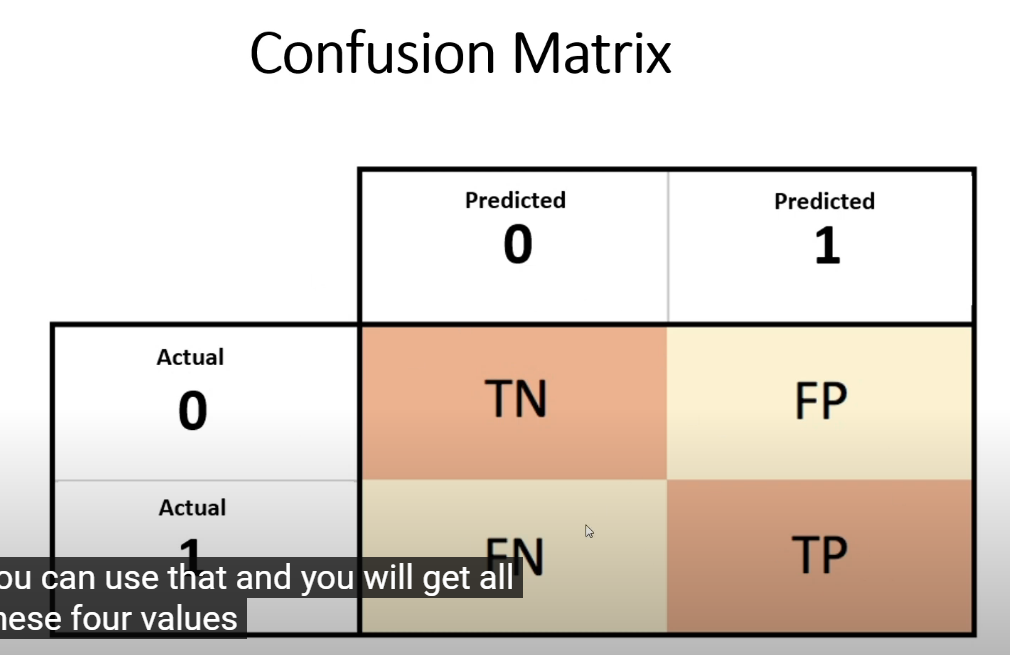 Confusion Matrix
Predicted
0
Predicted
1
Actual
0
TN
FP
Actual
1
FN
TP
ou can use that and you will get all
hese four values